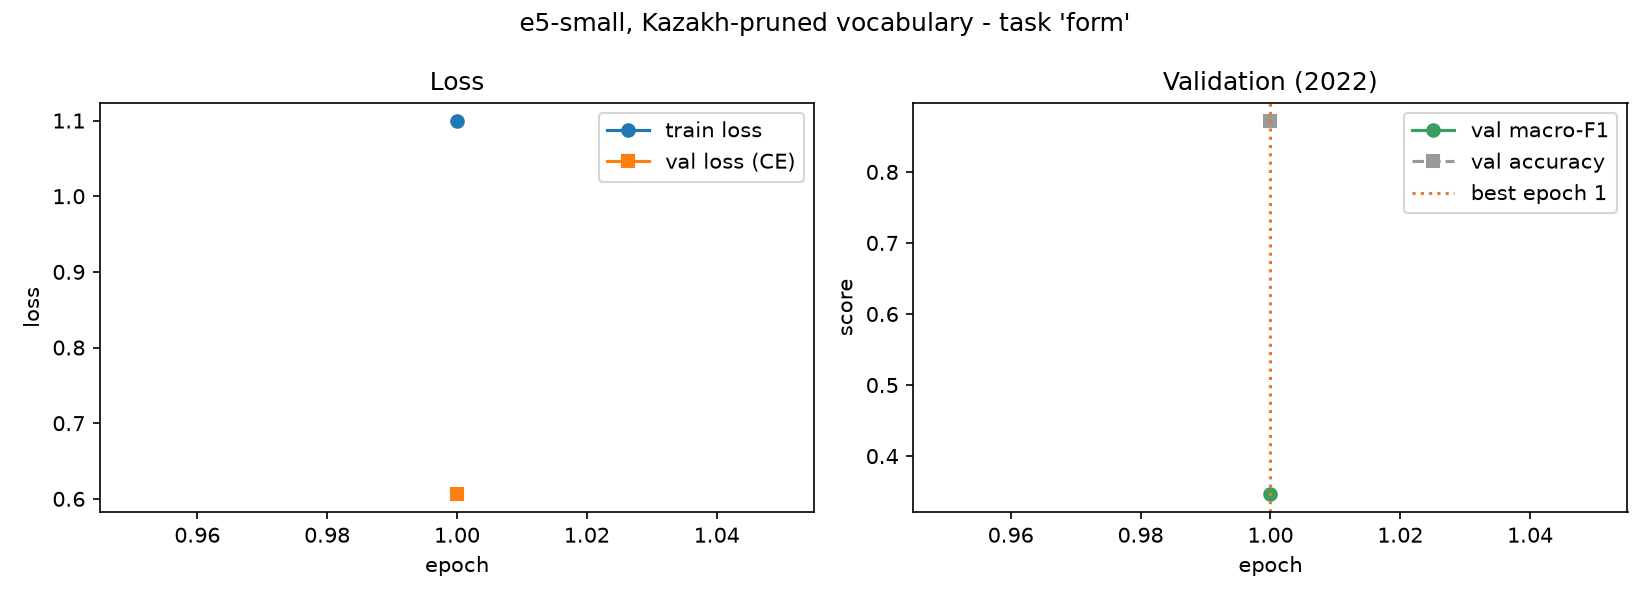 e5-small, Kazakh-pruned vocabulary - task 'form'
Loss
1.1
1.0
0.9
0.8
0.7
0.6
loss
0.96
0.98
1.00
1.02
1.04
epoch
train loss
val loss (CE)
Validation (2022)
0.8
0.7
0.6
0.5
0.4
score
0.96
0.98
1.00
1.02
1.04
epoch
val macro-F1
val accuracy
best epoch 1